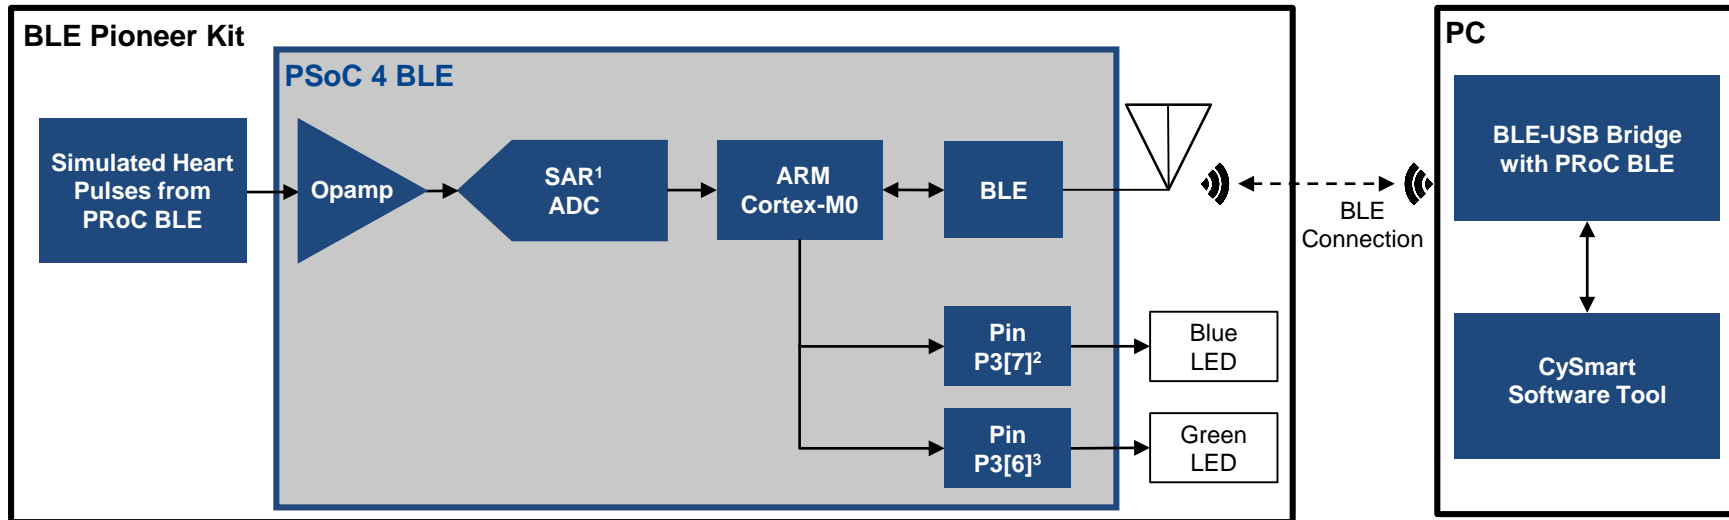 BLE Pioneer Kit
PSoC 4 BLE
Simulated Heart
Pulses from
PRoC BLE
Opamp
SAR¹
ADC
ARM
Cortex-M0
BLE
Pin
P3[7]²
Blue
LED
Pin
P3[6]³
Green
LED
BLE
Connection
PC
BLE-USB Bridge
with PRoC BLE
CySmart
Software Tool